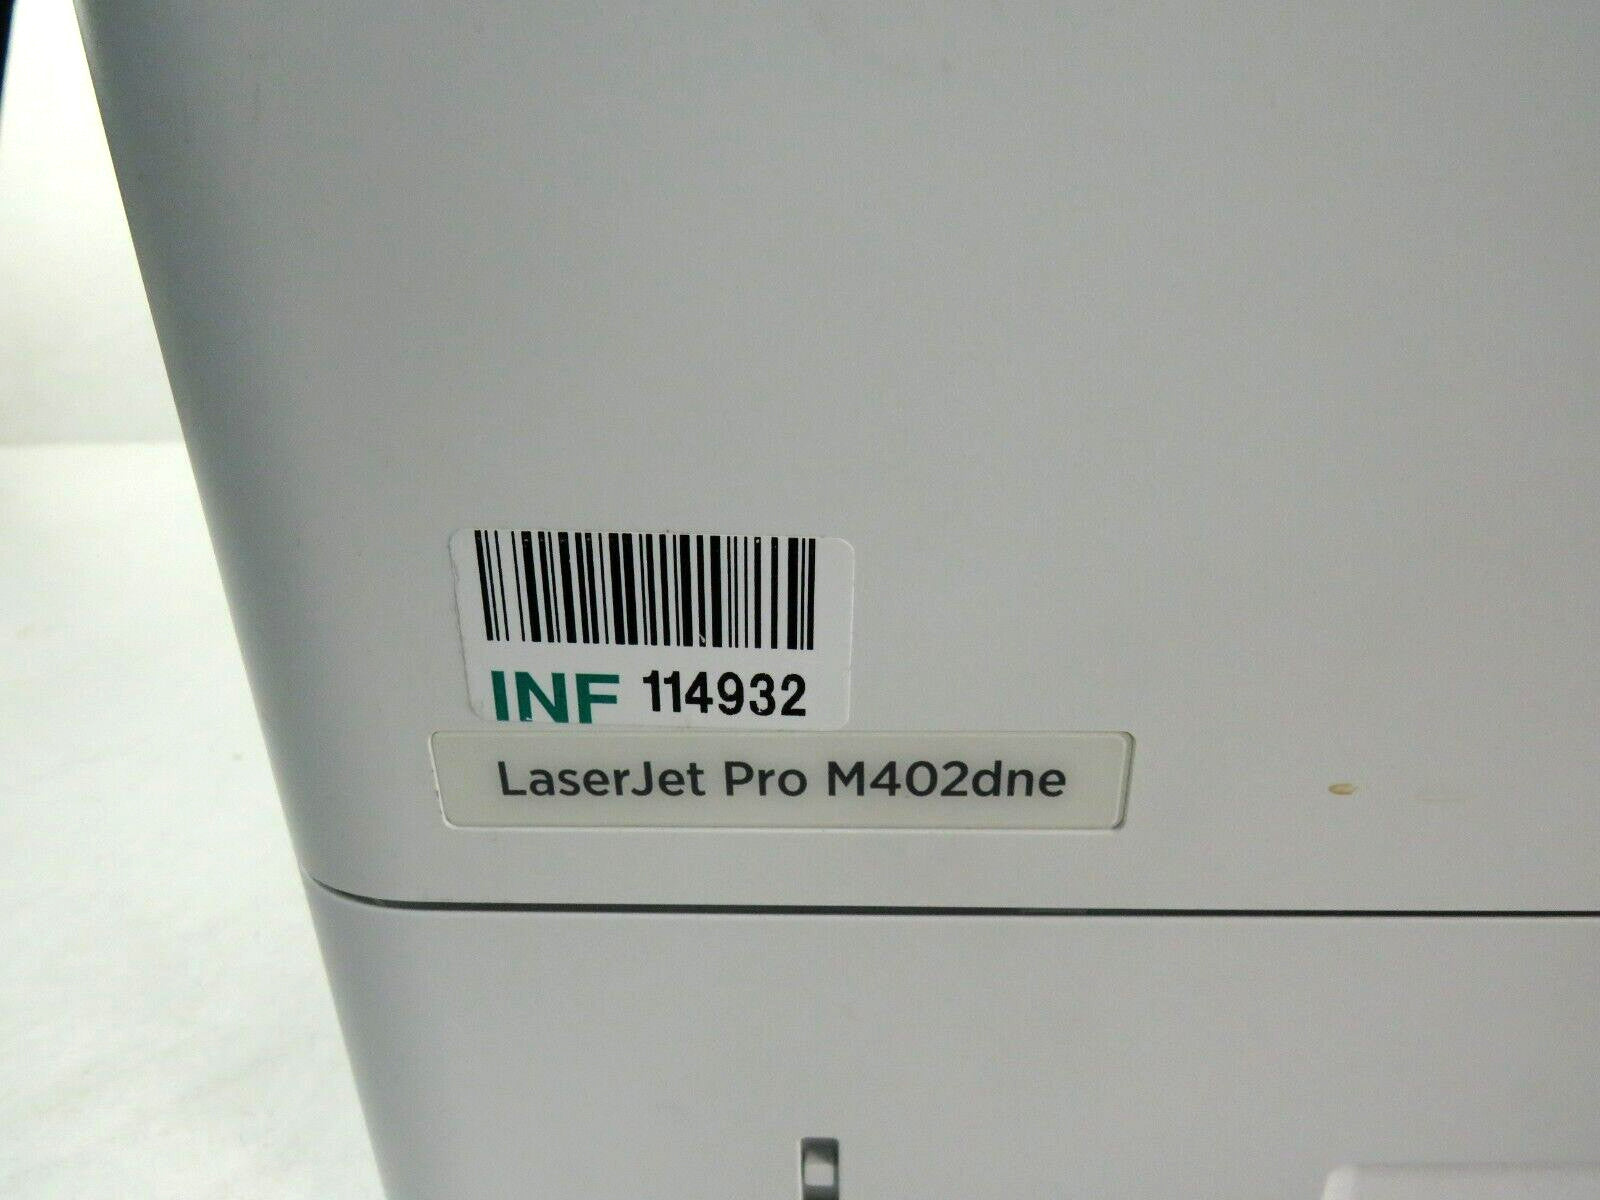 INF 114932
LaserJet Pro M402dne